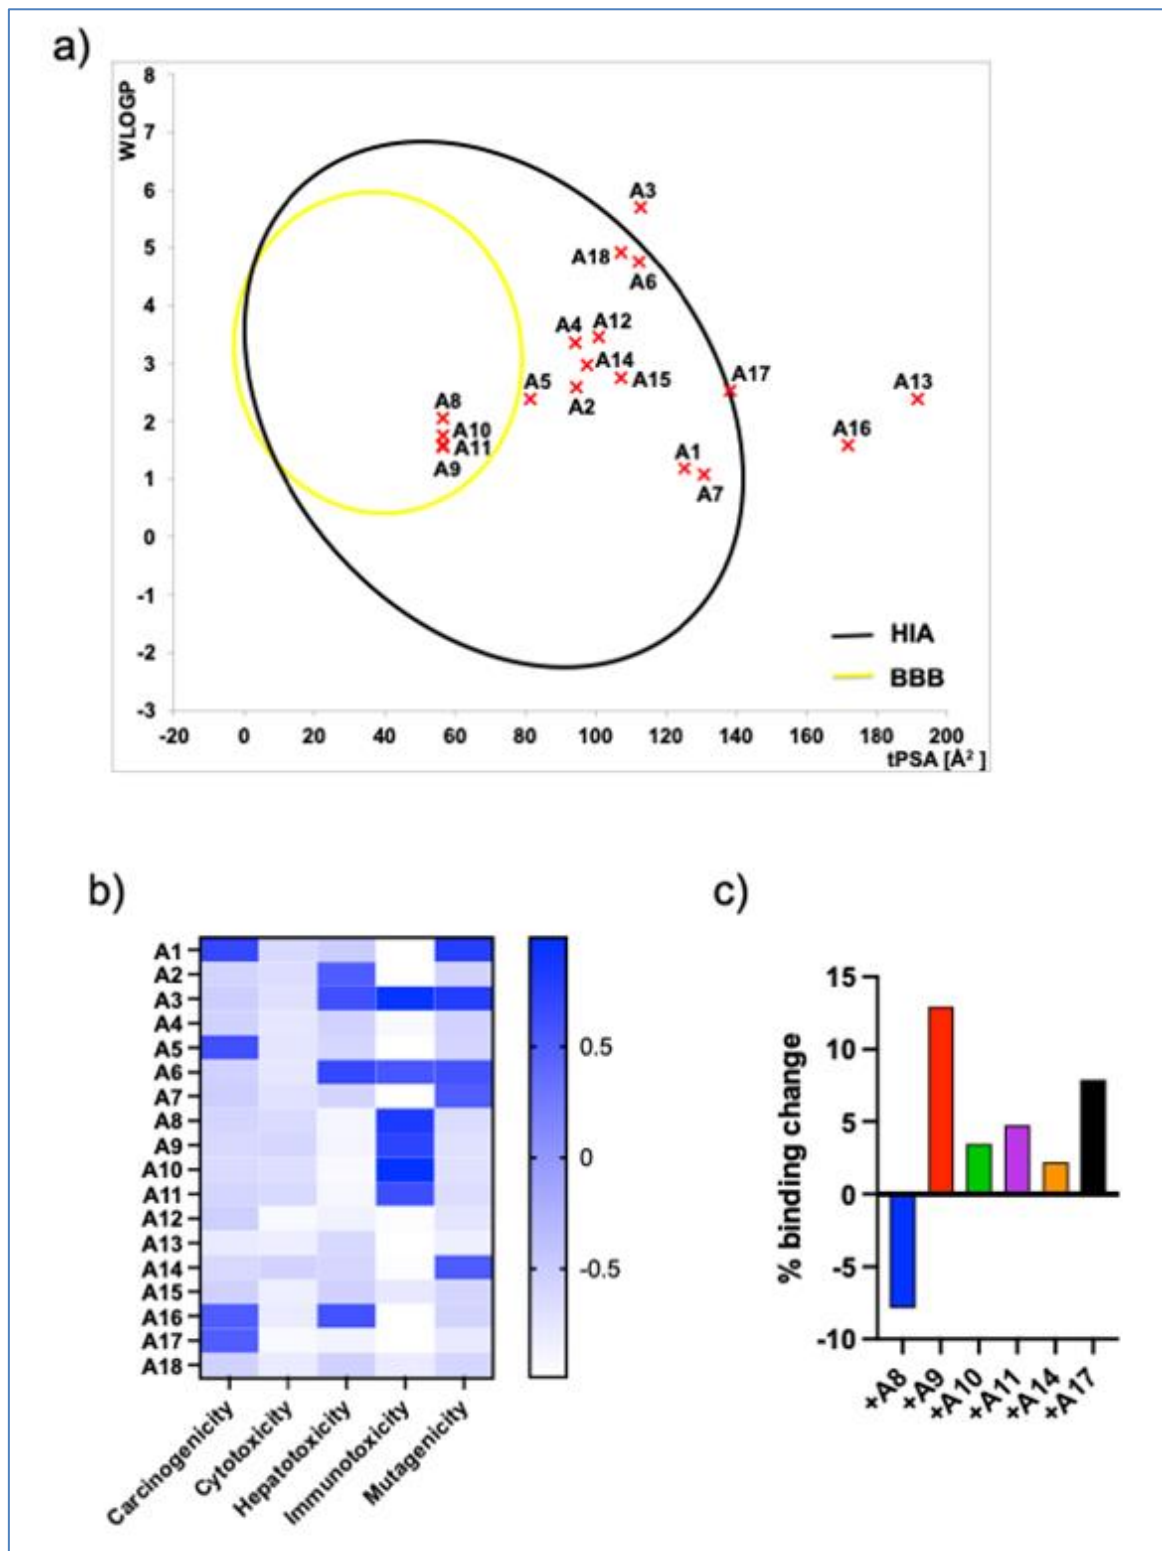 a)
WLOGP
8
7
6
5
4
3
2
1
0
-1
-2
-3
A3
A18
A6
A4
A12
A14
A15
A2
A5
A17
A13
A8
A10
A11
A9
A16
A1
A7
HIA
BBB
-20 0 20 40 60 80 100 120 140 160 180 200
tPSA [Å² ]
b)
A1
A2
A3
A4
A5
A6
A7
A8
A9
A10
A11
A12
A13
A14
A15
A16
A17
A18
0.5
0
-0.5
Carcinogenicity
Cytotoxicity
Hepatotoxicity
Immunotoxicity
Mutagenicity
c)
% binding change
15
10
5
0
-5
-10
+A8
+A9
+A10
+A11
+A14
+A17